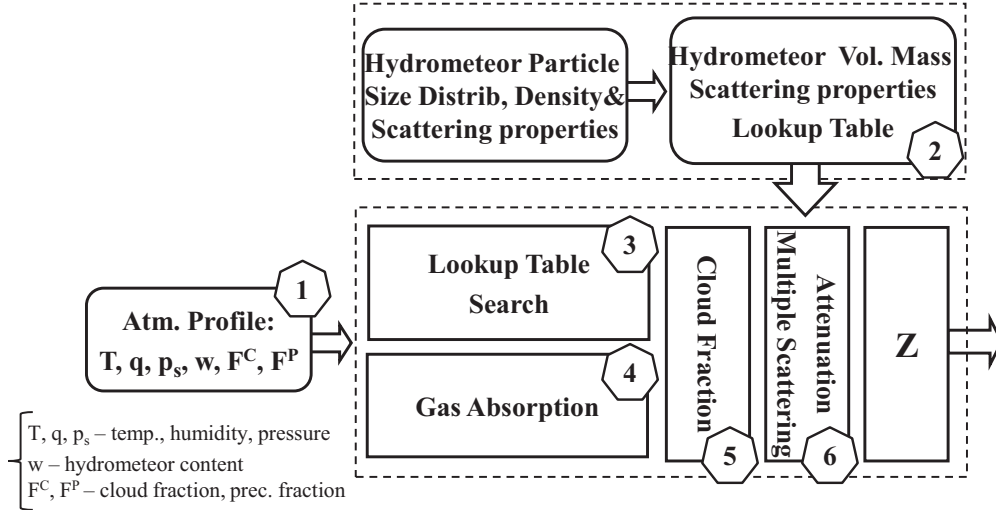 Hydrometeor Particle
Size Distrib, Density&
Scattering properties
Hydrometeor Vol. Mass
Scattering properties
Lookup Table
2
1
Atm. Profile:
T, q, pₛ, w, Fᶜ, Fᴾ
3
Lookup Table
Search
4
Gas Absorption
Cloud Fraction
5
Attenuation
Multiple Scattering
6
Z
T, q, pₛ – temp., humidity, pressure
w – hydrometeor content
Fᶜ, Fᴾ – cloud fraction, prec. fraction